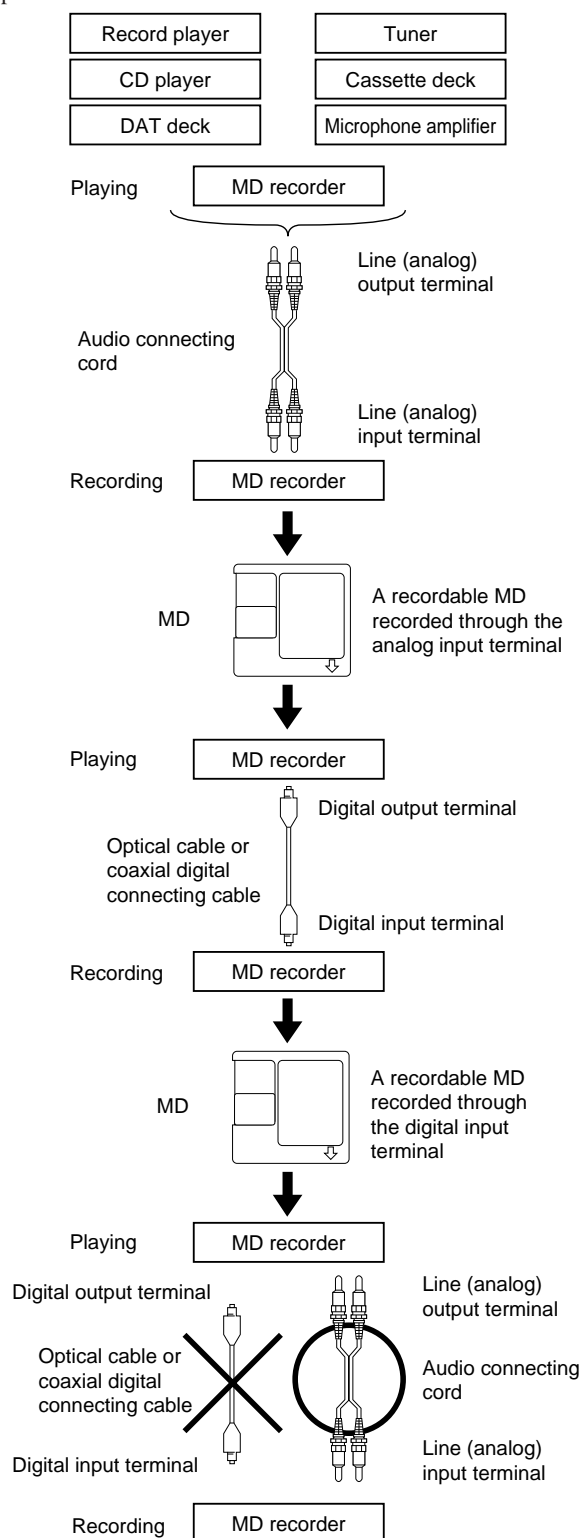 Record player
Tuner
CD player
Cassette deck
DAT deck
Microphone amplifier
Playing
MD recorder
Line (analog)
output terminal
Audio connecting
cord
Line (analog)
input terminal
Recording
MD recorder
MD
A recordable MD
recorded through the
analog input terminal
Playing
MD recorder
Digital output terminal
Optical cable or
coaxial digital
connecting cable
Digital input terminal
Recording
MD recorder
MD
A recordable MD
recorded through
the digital input
terminal
Playing
MD recorder
Digital output terminal
Line (analog)
output terminal
Optical cable or
coaxial digital
connecting cable
Audio connecting
cord
Digital input terminal
Line (analog)
input terminal
Recording
MD recorder